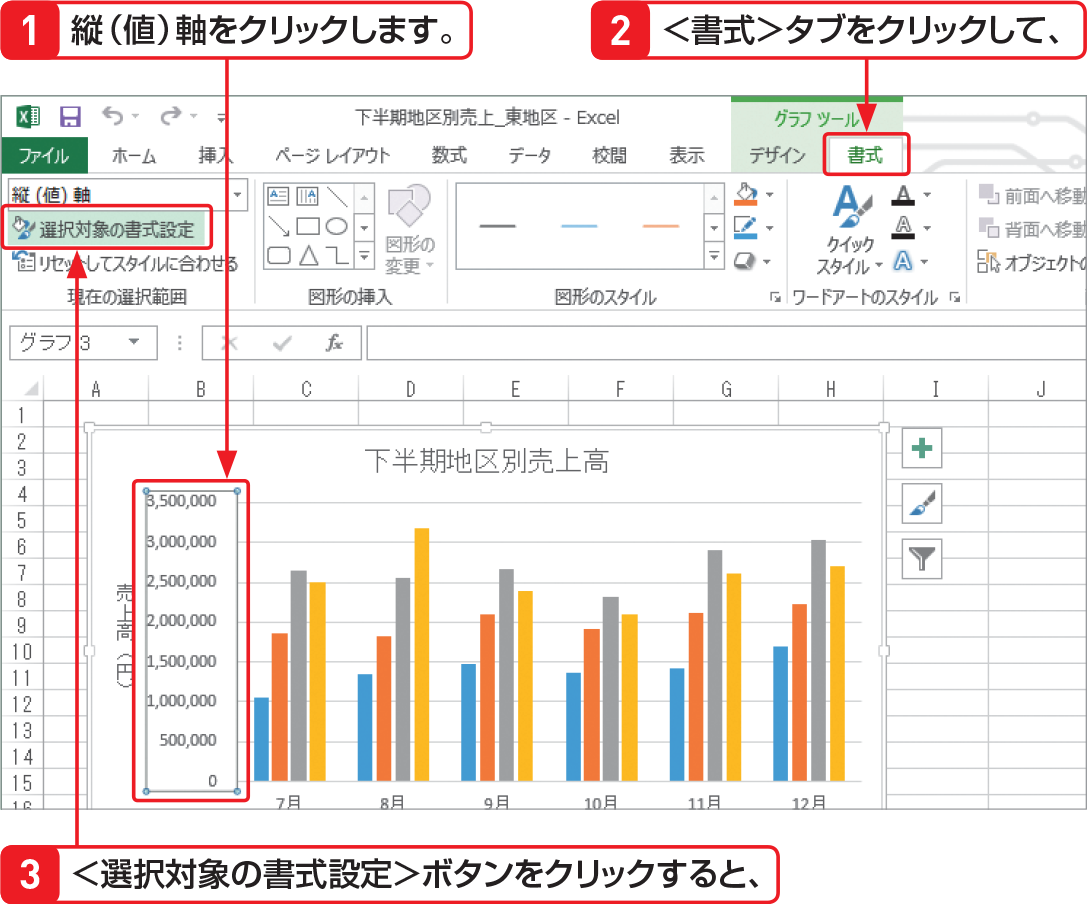 1 縦（値）軸をクリックします。
2 ＜書式＞タブをクリックして、
下半期地区別売上_東地区 - Excel
グラフ ツール
ファイル ホーム 挿入 ページ レイアウト 数式 データ 校閲 表示 デザイン 書式
縦 (値) 軸
選択対象の書式設定
リセットしてスタイルに合わせる
現在の選択範囲
図形の
変更
図形の挿入
図形のスタイル
クイック
スタイル
ワードアートのスタイル
前面へ移動
背面へ移動
オブジェクトの
グラフ 3
fx
A B C D E F G H I J
1
2
3
4
5
6
7
8
9
10
11
12
13
14
15
16
下半期地区別売上高
売上高（円）
3,500,000
3,000,000
2,500,000
2,000,000
1,500,000
1,000,000
500,000
0
7月 8月 9月 10月 11月 12月
3 ＜選択対象の書式設定＞ボタンをクリックすると、